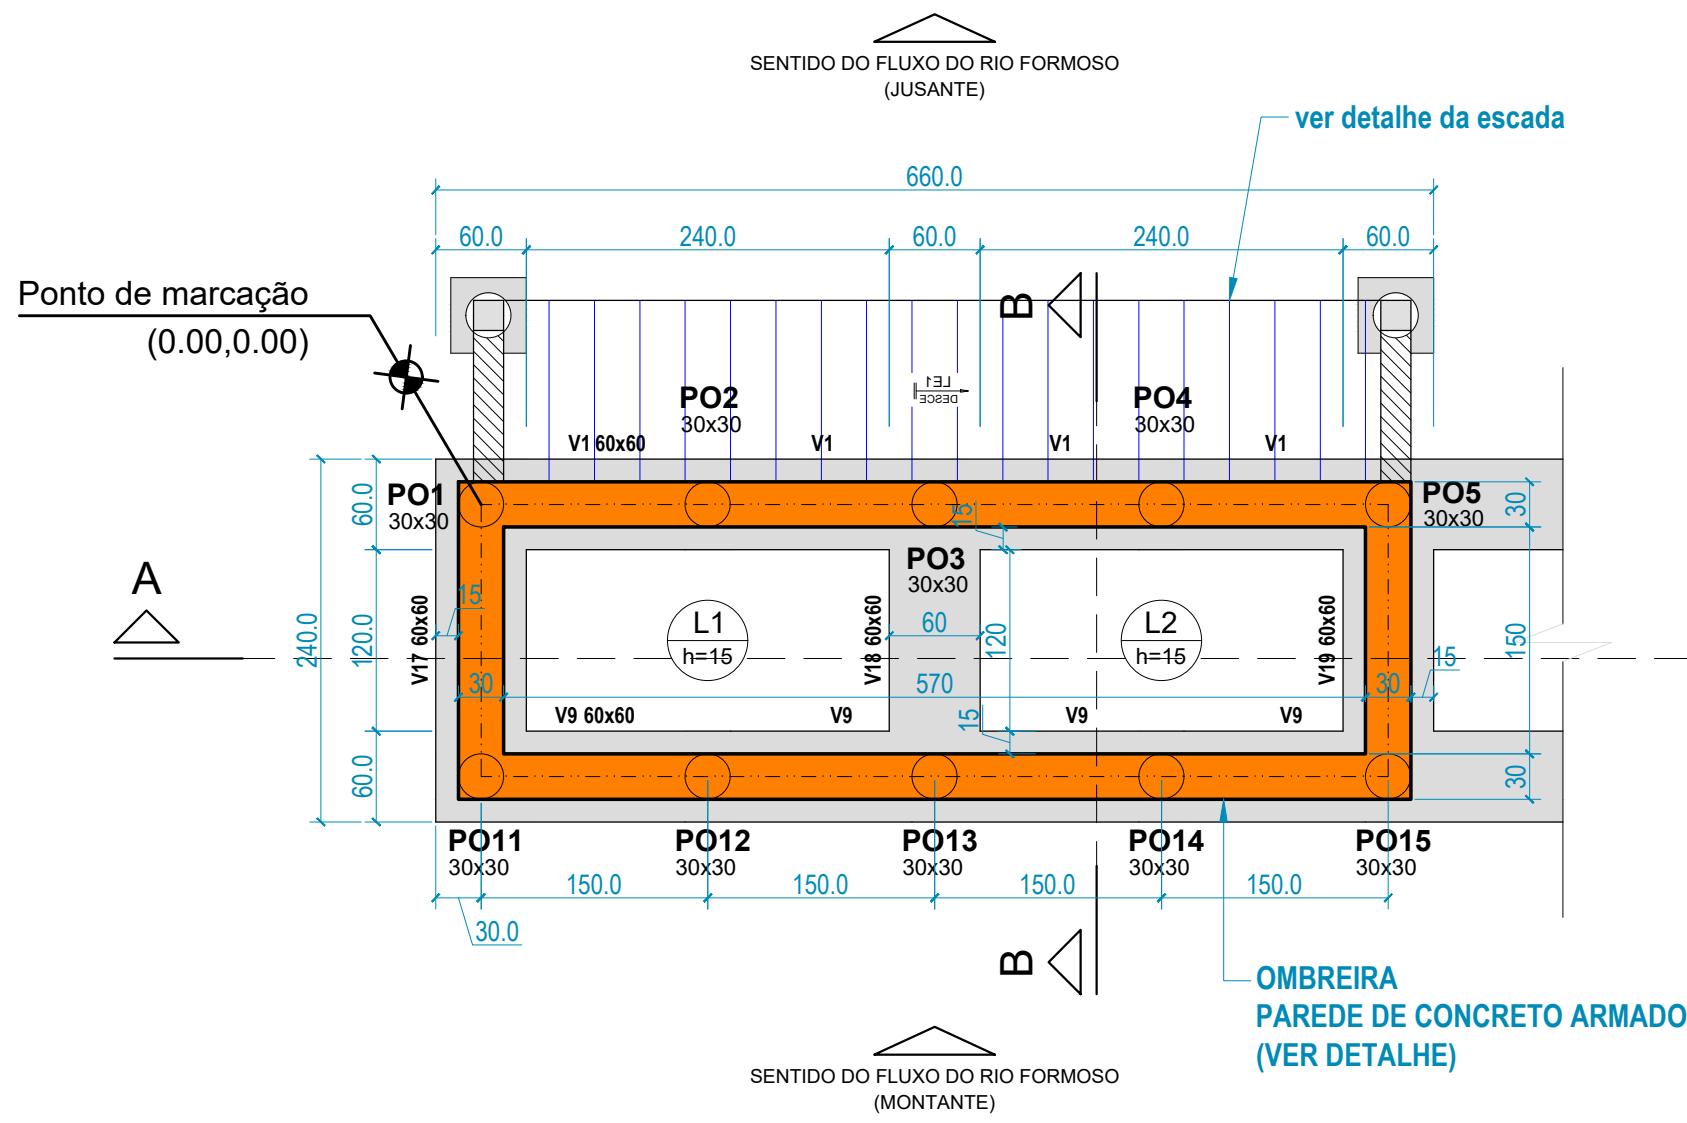 SENTIDO DO FLUXO DO RIO FORMOSO
(JUSANTE)
ver detalhe da escada
660.0
60.0
240.0
60.0
240.0
60.0
Ponto de marcação
(0.00,0.00)
B
LE1
DESCE
PO2
30x30
PO4
30x30
V1 60x60
V1
V1
V1
PO1
30x30
PO5
30x30
60.0
15
30
PO3
30x30
A
15
V17 60x60
L1
h=15
V18 60x60
60
120
L2
h=15
V19 60x60
150
15
240.0
120.0
30
570
30
V9 60x60
V9
15
V9
V9
60.0
30
PO11
30x30
PO12
30x30
PO13
30x30
PO14
30x30
PO15
30x30
150.0
150.0
150.0
150.0
30.0
B
OMBREIRA
PAREDE DE CONCRETO ARMADO
(VER DETALHE)
SENTIDO DO FLUXO DO RIO FORMOSO
(MONTANTE)